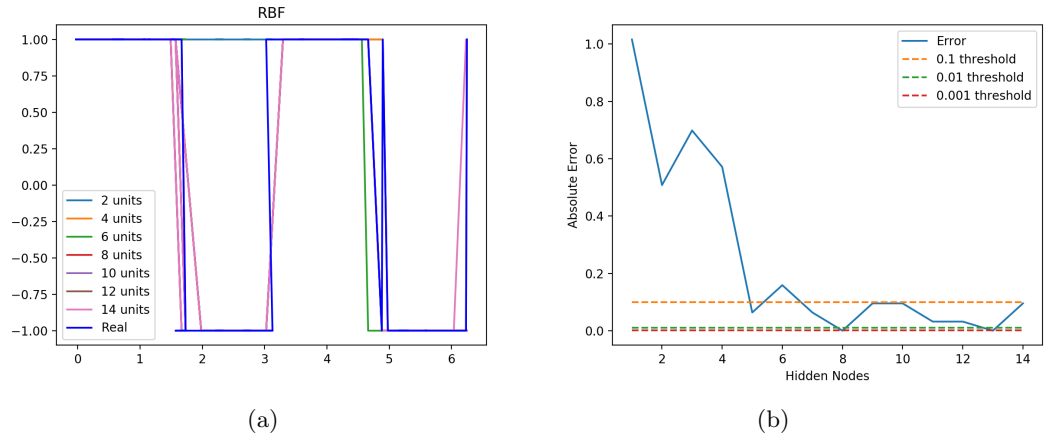 RBF
1.00
0.75
0.50
0.25
0.00
−0.25
−0.50
−0.75
−1.00
2 units
4 units
6 units
8 units
10 units
12 units
14 units
Real
0 1 2 3 4 5 6
(a)
Absolute Error
1.0
0.8
0.6
0.4
0.2
0.0
Error
0.1 threshold
0.01 threshold
0.001 threshold
2 4 6 8 10 12 14
Hidden Nodes
(b)